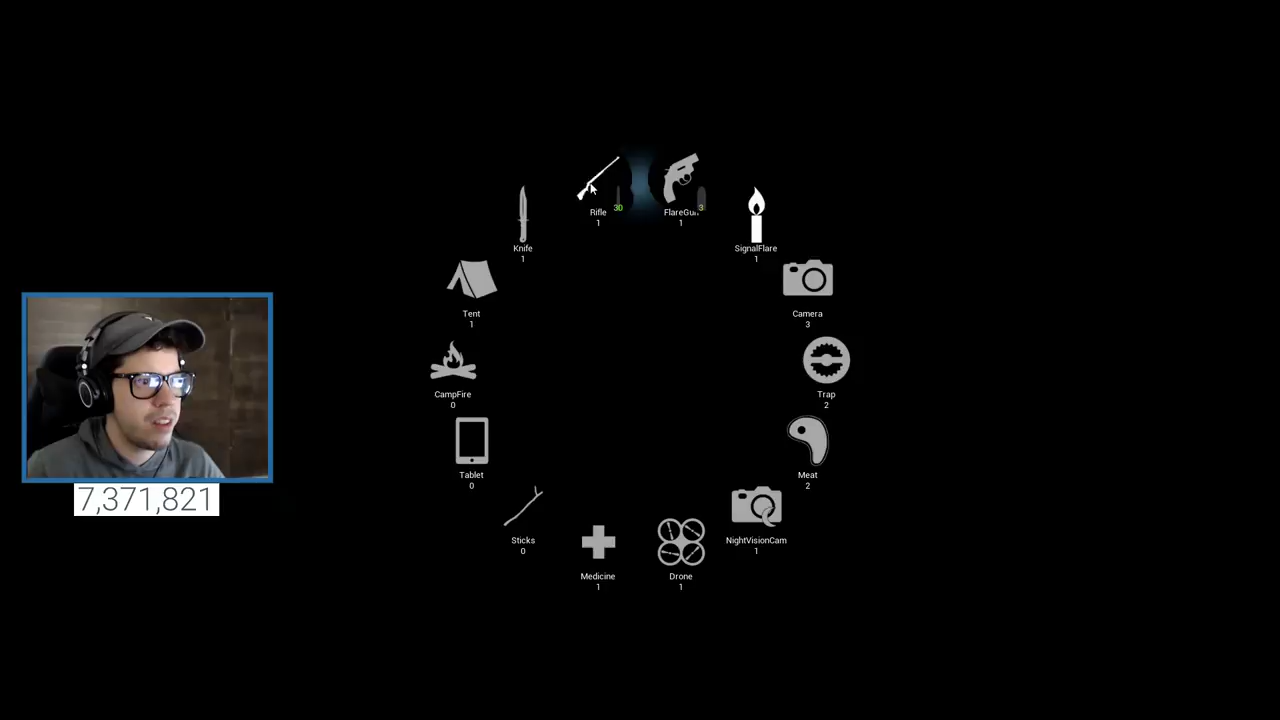 30
3
Rifle
1
FlareGun
1
Knife
1
SignalFlare
1
Tent
1
Camera
3
CampFire
0
Trap
2
Tablet
0
Meat
2
Sticks
0
NightVisionCam
1
Medicine
1
Drone
1
7,371,821